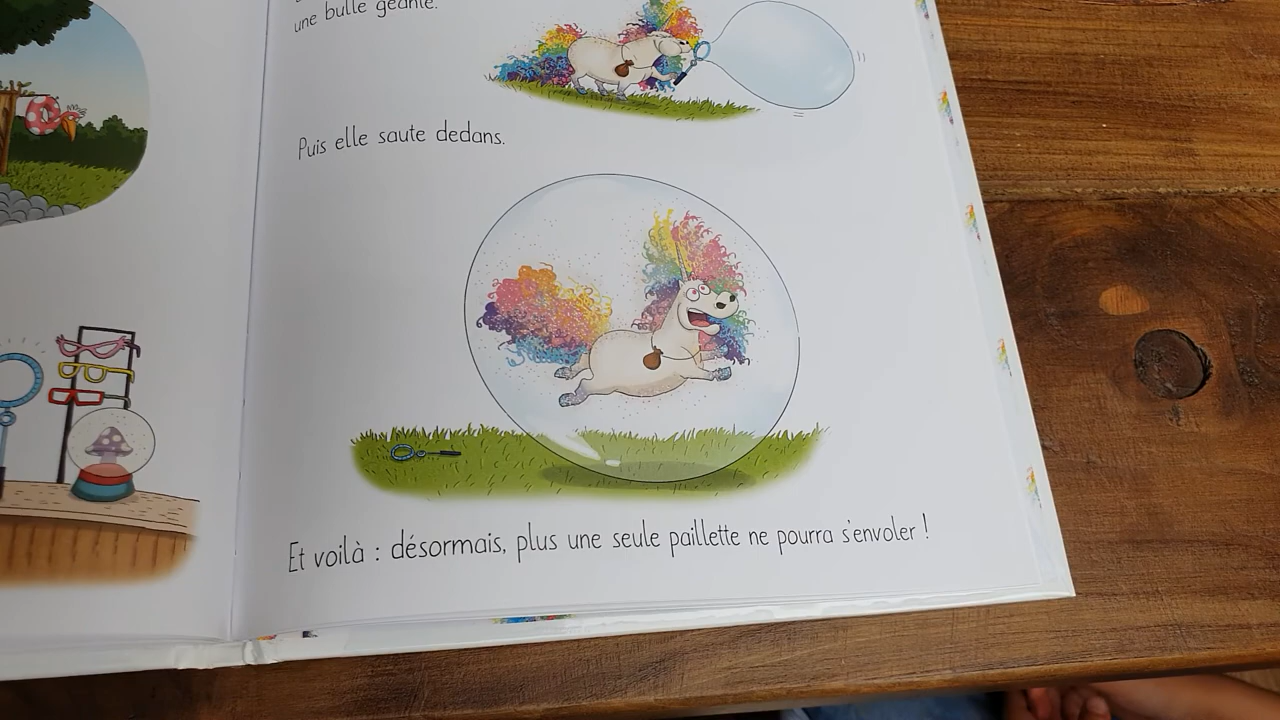 une bulle géante.
Puis elle saute dedans.
Et voilà : désormais, plus une seule paillette ne pourra s'envoler !